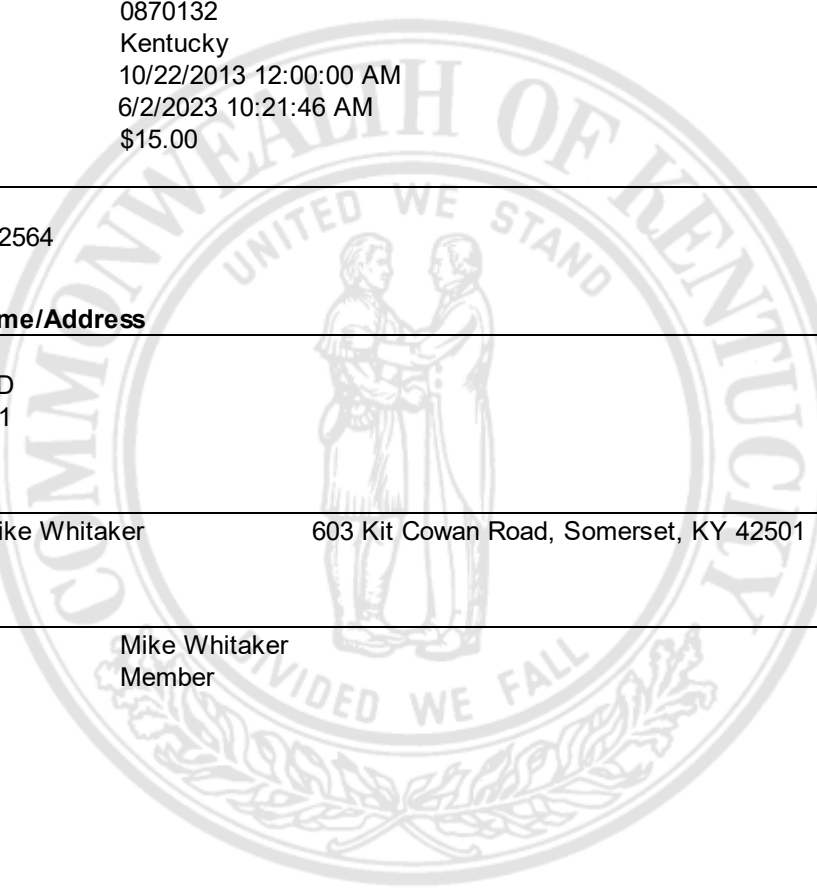 0870132
Kentucky
10/22/2013 12:00:00 AM
6/2/2023 10:21:46 AM
$15.00
2564
me/Address
D
1
ike Whitaker 603 Kit Cowan Road, Somerset, KY 42501
Mike Whitaker
Member
COMMONWEALTH OF KENTUCKY
UNITED WE STAND
DIVIDED WE FALL